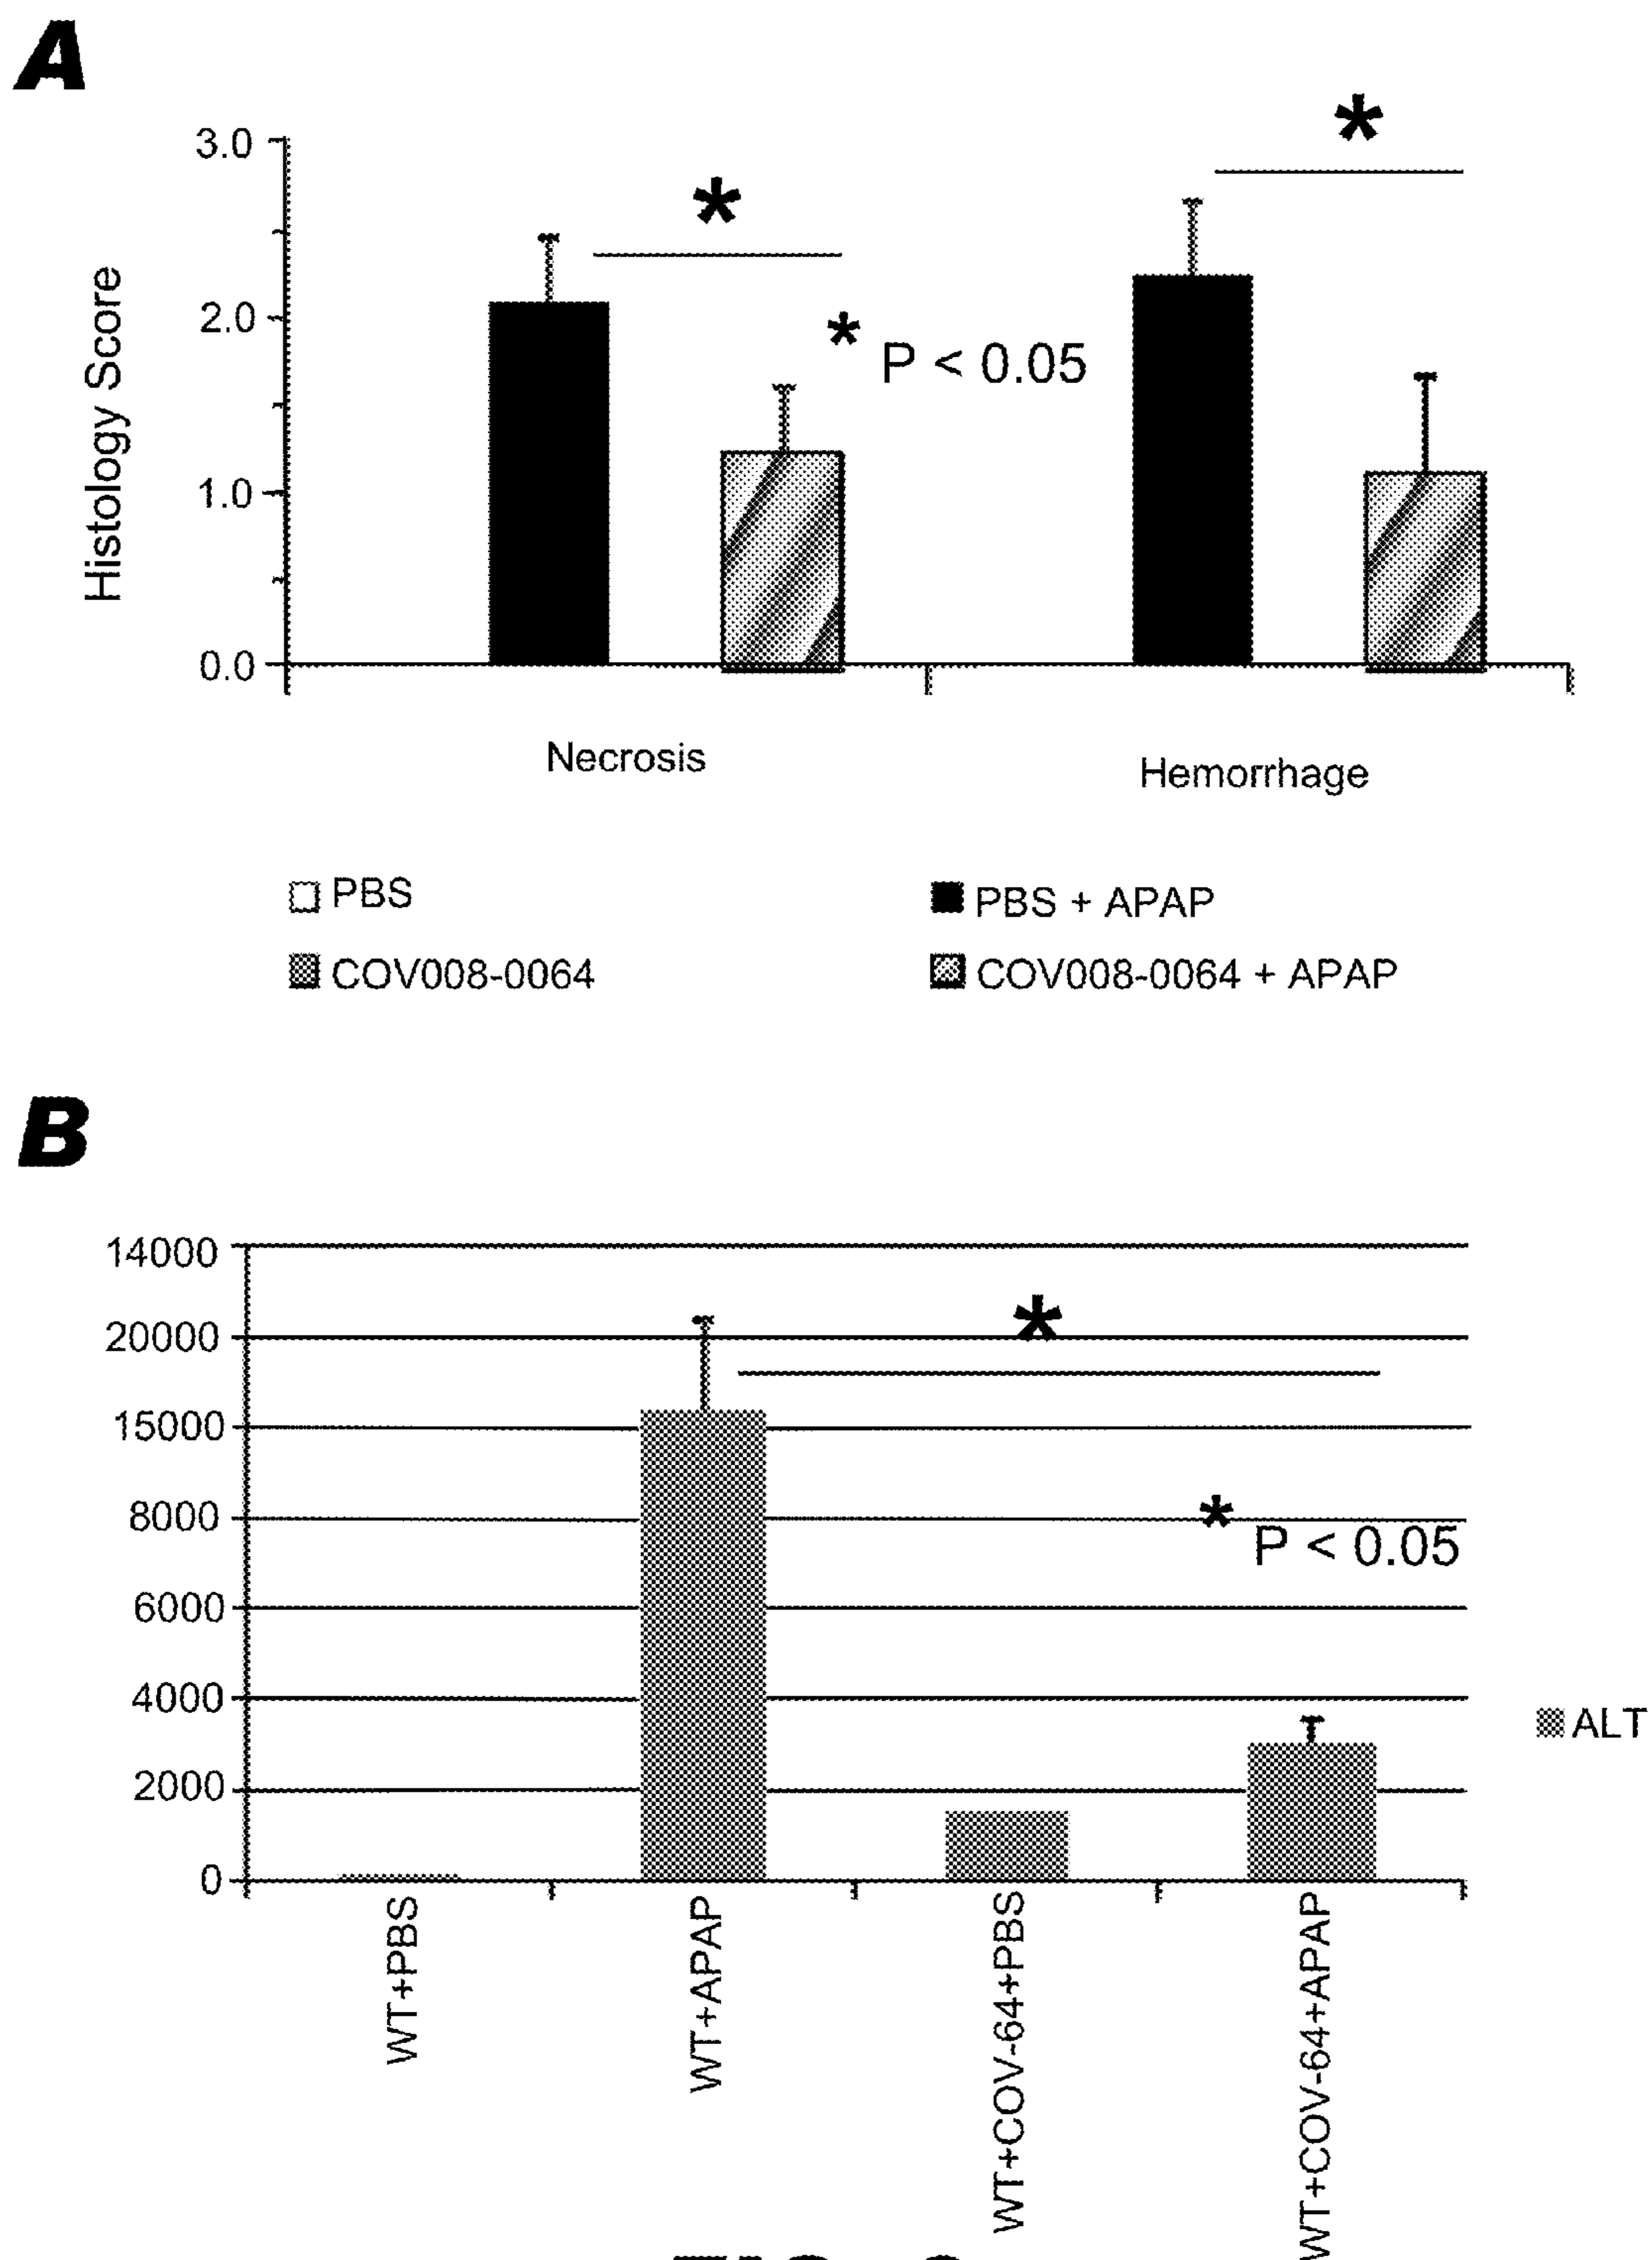 A
*
3.0
*
2.0
* P < 0.05
1.0
0.0
Histology Score
Necrosis
Hemorrhage
PBS
PBS + APAP
COV008-0064
COV008-0064 + APAP
B
14000
*
20000
15000
8000
* P < 0.05
6000
4000
ALT
2000
0
WT+PBS
WT+APAP
WT+COV-64+PBS
WT+COV-64+APAP